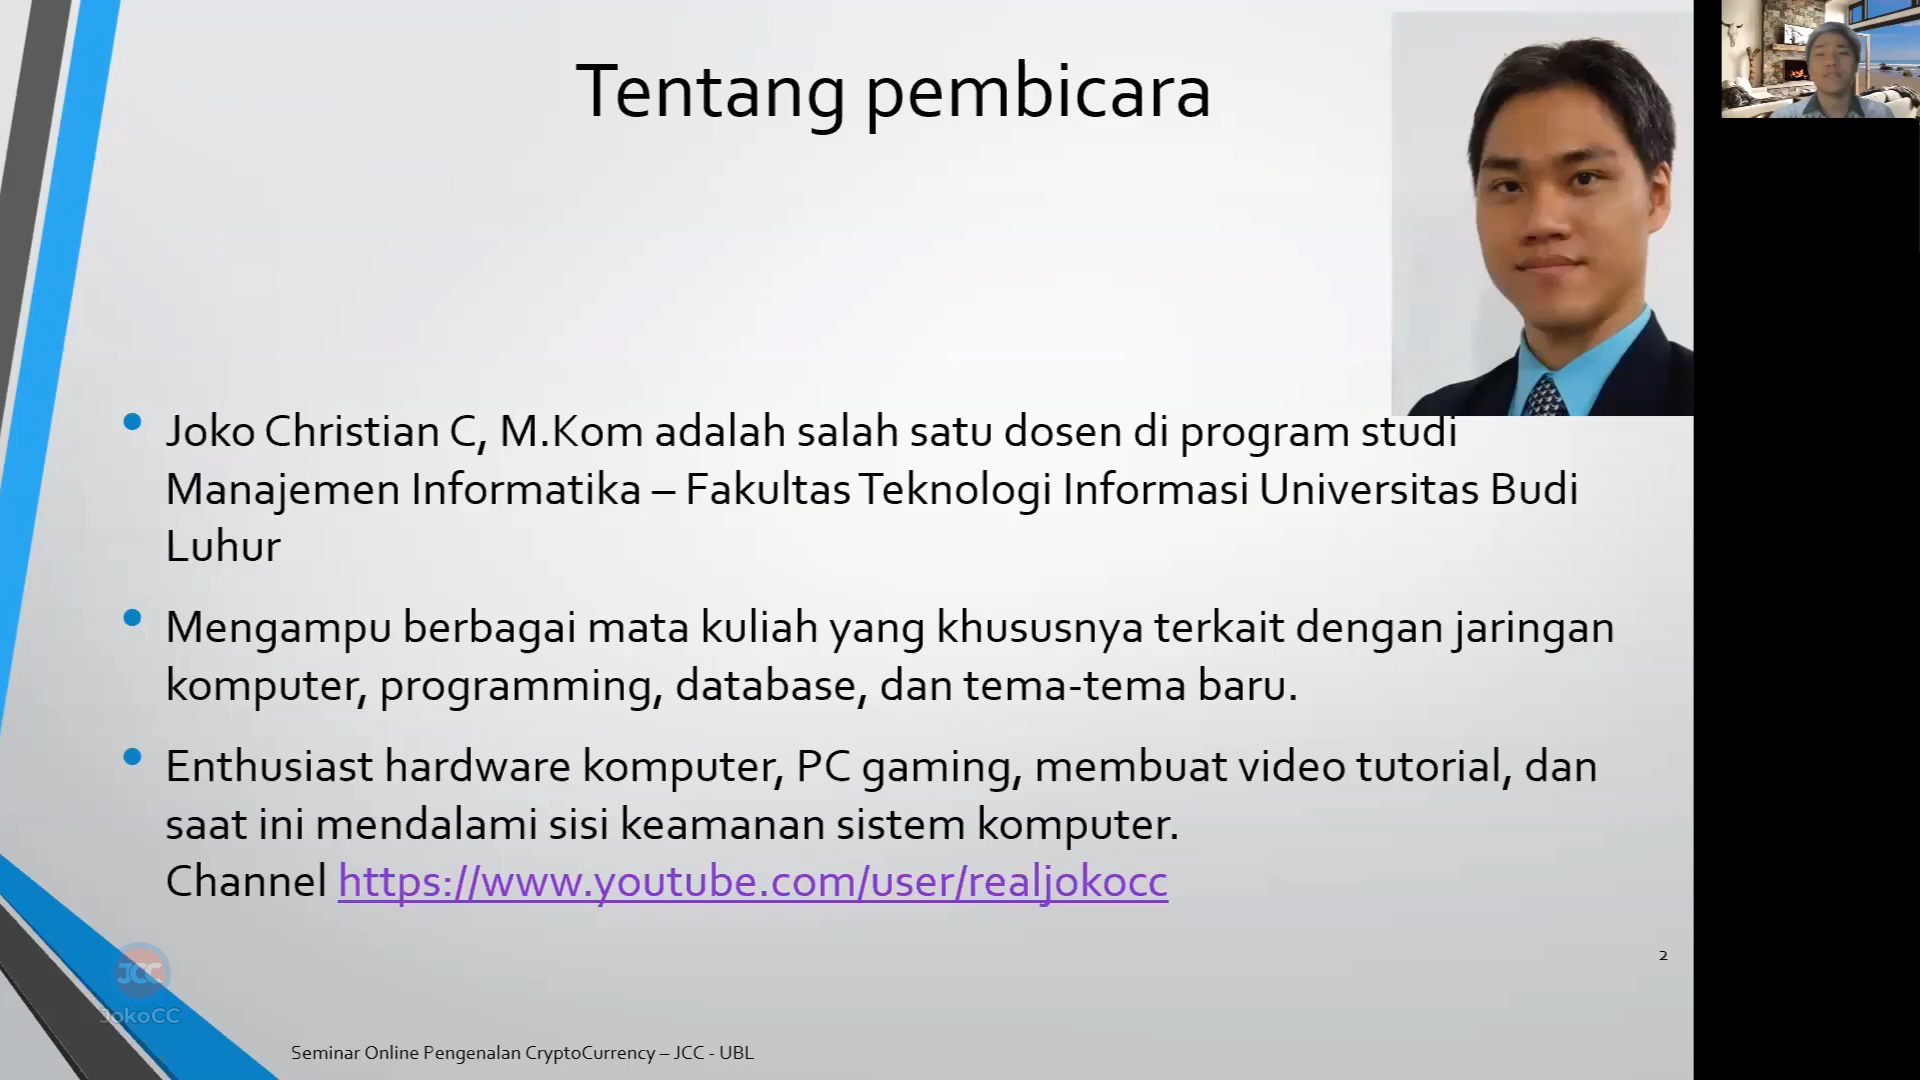 Tentang pembicara
Joko Christian C, M.Kom adalah salah satu dosen di program studi
Manajemen Informatika – Fakultas Teknologi Informasi Universitas Budi
Luhur
Mengampu berbagai mata kuliah yang khususnya terkait dengan jaringan
komputer, programming, database, dan tema-tema baru.
Enthusiast hardware komputer, PC gaming, membuat video tutorial, dan
saat ini mendalami sisi keamanan sistem komputer.
Channel https://www.youtube.com/user/realjokocc
2
JCC
JokoCC
Seminar Online Pengenalan CryptoCurrency – JCC - UBL